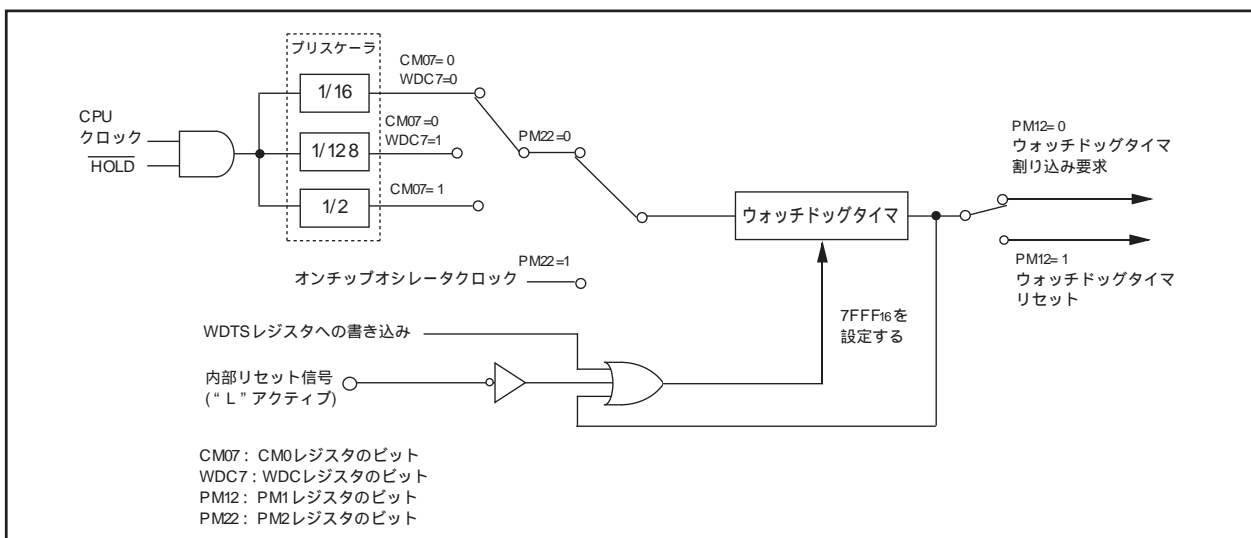 プリスケーラ
CM07= 0
WDC7=0
1/16
CPU
クロック
HOLD
CM07=0
WDC7=1
1/128
PM22=0
CM07= 1
1/2
PM12= 0
ウォッチドッグタイマ
割り込み要求
ウォッチドッグタイマ
PM12= 1
ウォッチドッグタイマ
リセット
オンチップオシレータクロック
PM22=1
7FFF16を
設定する
WDTSレジスタへの書き込み
内部リセット信号
(“ L ” アクティブ)
CM07 : CM0レジスタのビット
WDC7 : WDCレジスタのビット
PM12 : PM1レジスタのビット
PM22 : PM2レジスタのビット